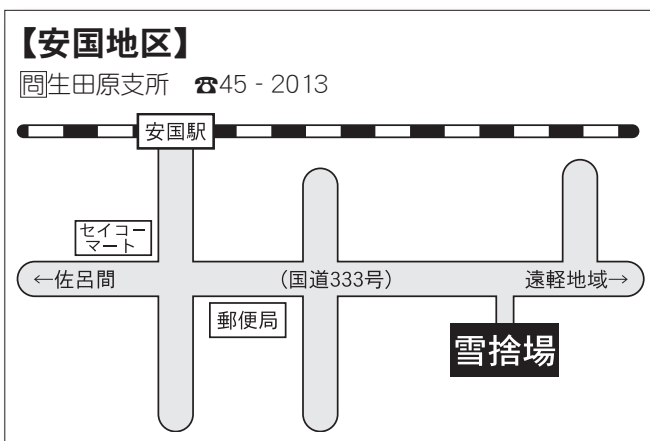 【安国地区】
問生田原支所　☎45‐2013
安国駅
セイコー
マート
←佐呂間
（国道333号）
遠軽地域→
郵便局
雪捨場